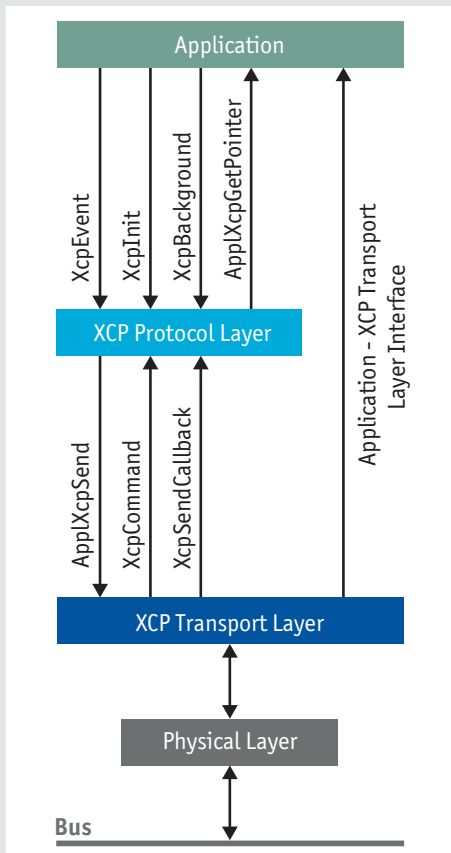 Application
XcpEvent
XcpInit
XcpBackground
ApplXcpGetPointer
Application - XCP Transport
Layer Interface
XCP Protocol Layer
ApplXcpSend
XcpCommand
XcpSendCallback
XCP Transport Layer
Physical Layer
Bus